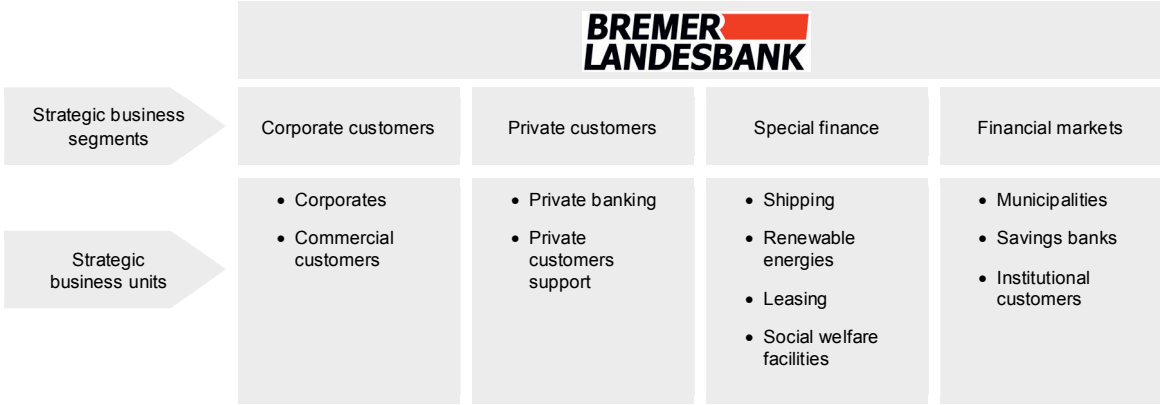 BREMER
LANDESBANK
Strategic business
segments
Corporate customers
Private customers
Special finance
Financial markets
Strategic
business units
• Corporates
• Commercial
customers
• Private banking
• Private
customers
support
• Shipping
• Renewable
energies
• Leasing
• Social welfare
facilities
• Municipalities
• Savings banks
• Institutional
customers